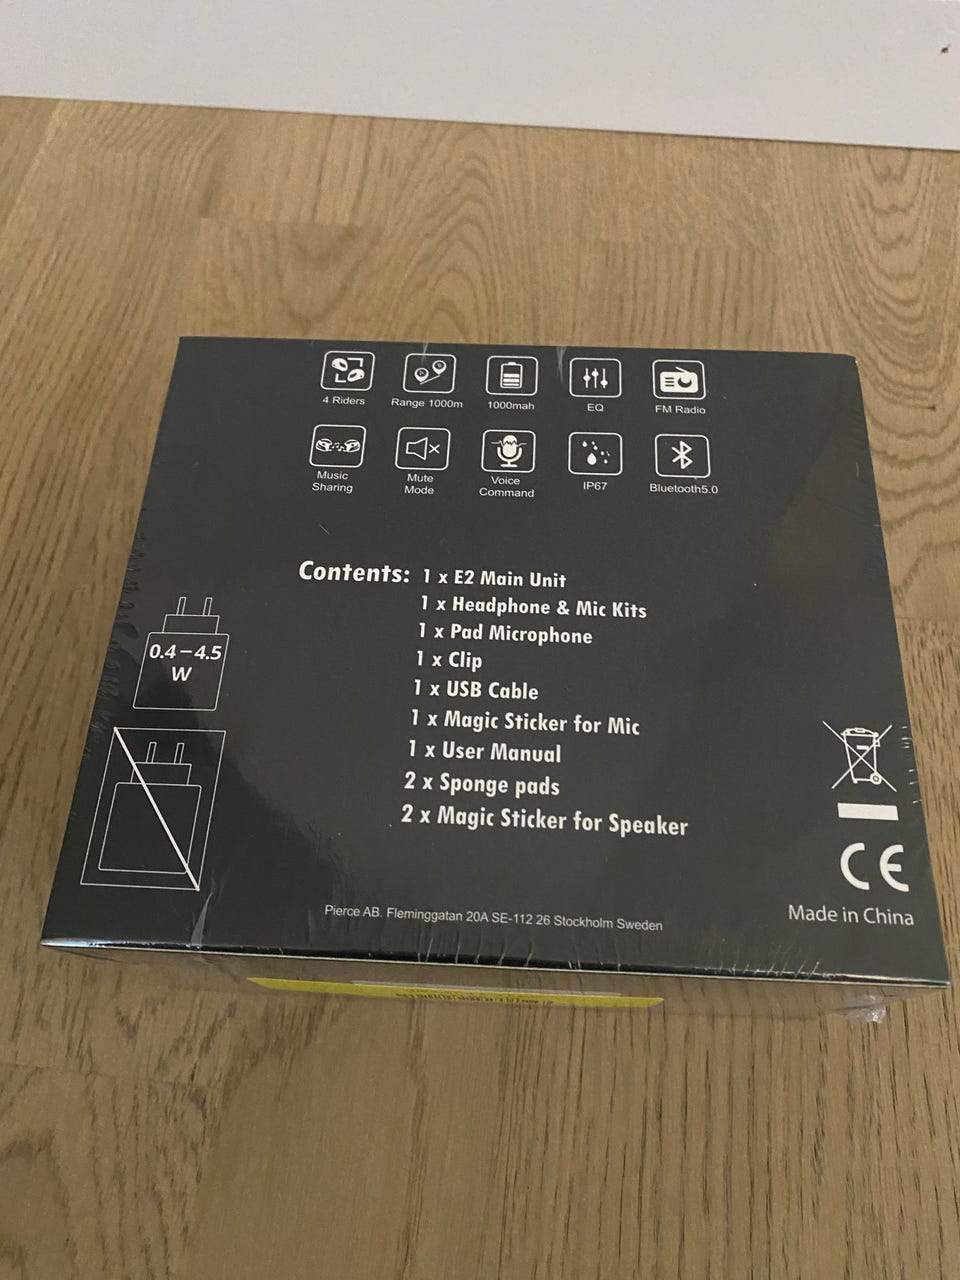 4 Riders
Range 1000m
1000mah
EQ
FM Radio
Music
Sharing
Mute
Mode
Voice
Command
IP67
Bluetooth5.0
Contents: 1 x E2 Main Unit
1 x Headphone & Mic Kits
1 x Pad Microphone
1 x Clip
1 x USB Cable
1 x Magic Sticker for Mic
1 x User Manual
2 x Sponge pads
2 x Magic Sticker for Speaker
0.4–4.5
W
CE
Made in China
Pierce AB. Fleminggatan 20A SE-112 26 Stockholm Sweden